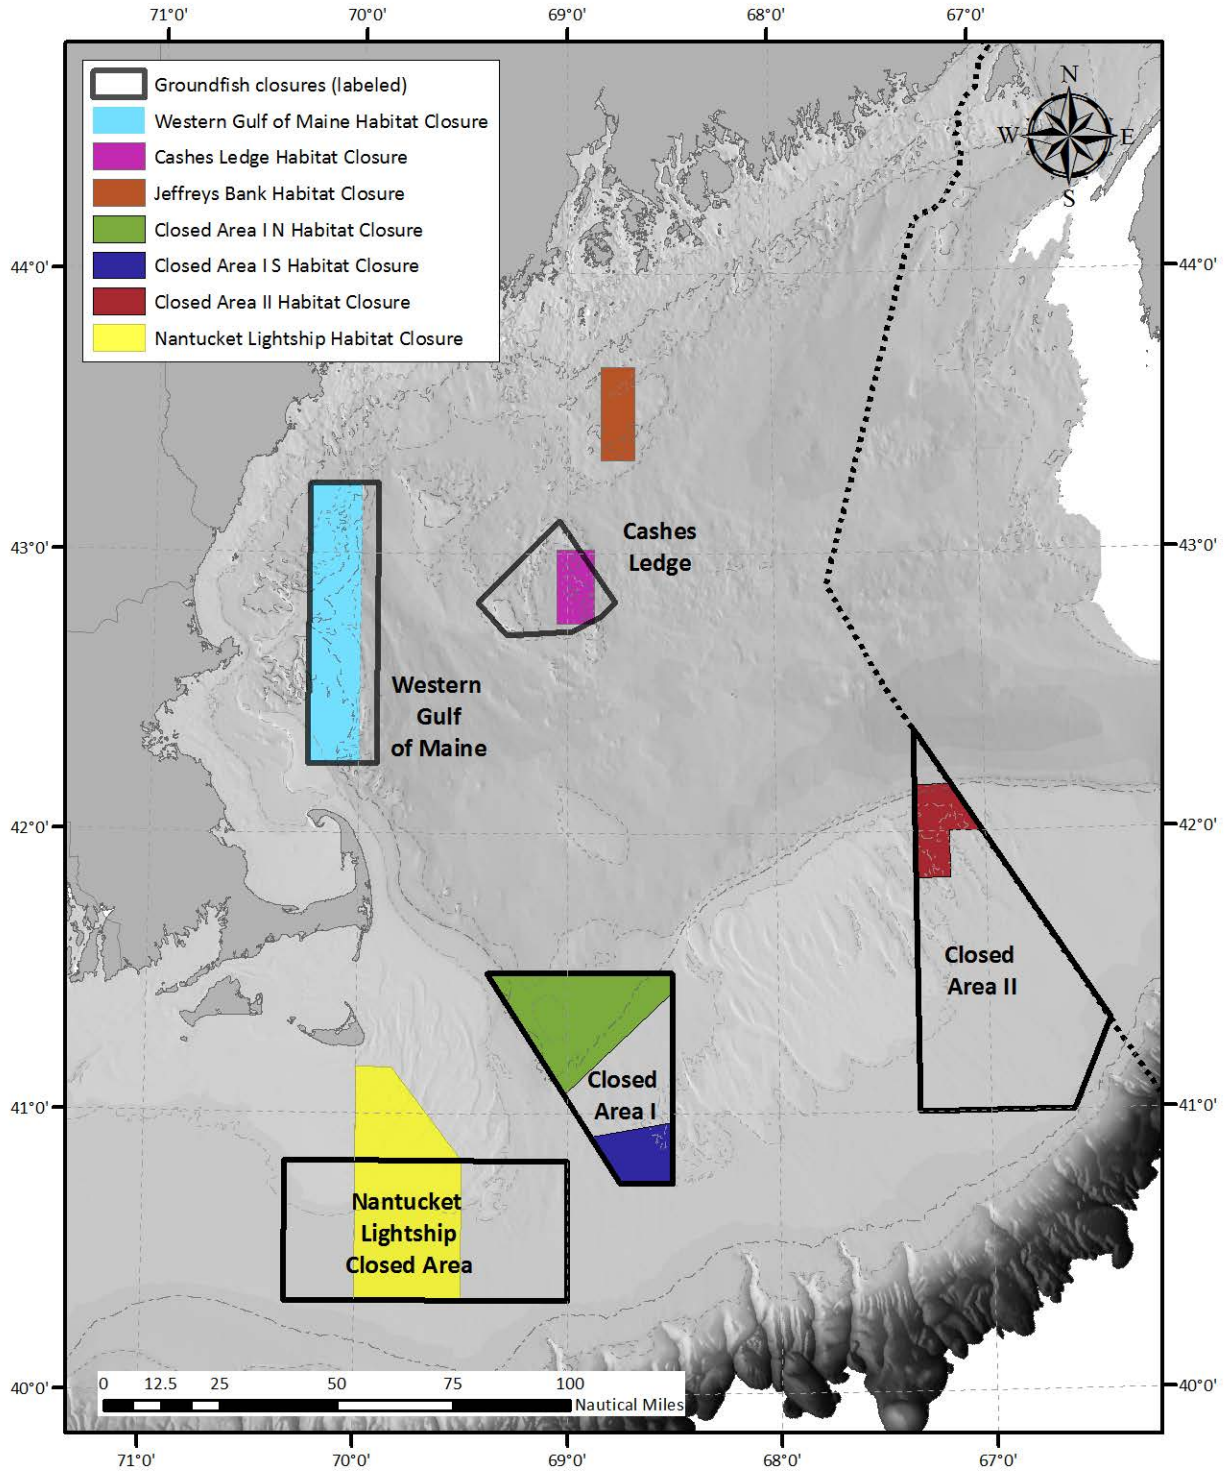 71°0' 70°0' 69°0' 68°0' 67°0'
N
W E
S
Groundfish closures (labeled)
Western Gulf of Maine Habitat Closure
Cashes Ledge Habitat Closure
Jeffreys Bank Habitat Closure
Closed Area I N Habitat Closure
Closed Area I S Habitat Closure
Closed Area II Habitat Closure
Nantucket Lightship Habitat Closure
44°0' 44°0'
43°0' 43°0'
Cashes
Ledge
Western
Gulf
of Maine
42°0' 42°0'
Closed
Area II
Closed
Area I
41°0' 41°0'
Nantucket
Lightship
Closed Area
40°0' 40°0'
0 12.5 25 50 75 100
Nautical Miles
71°0' 70°0' 69°0' 68°0' 67°0'